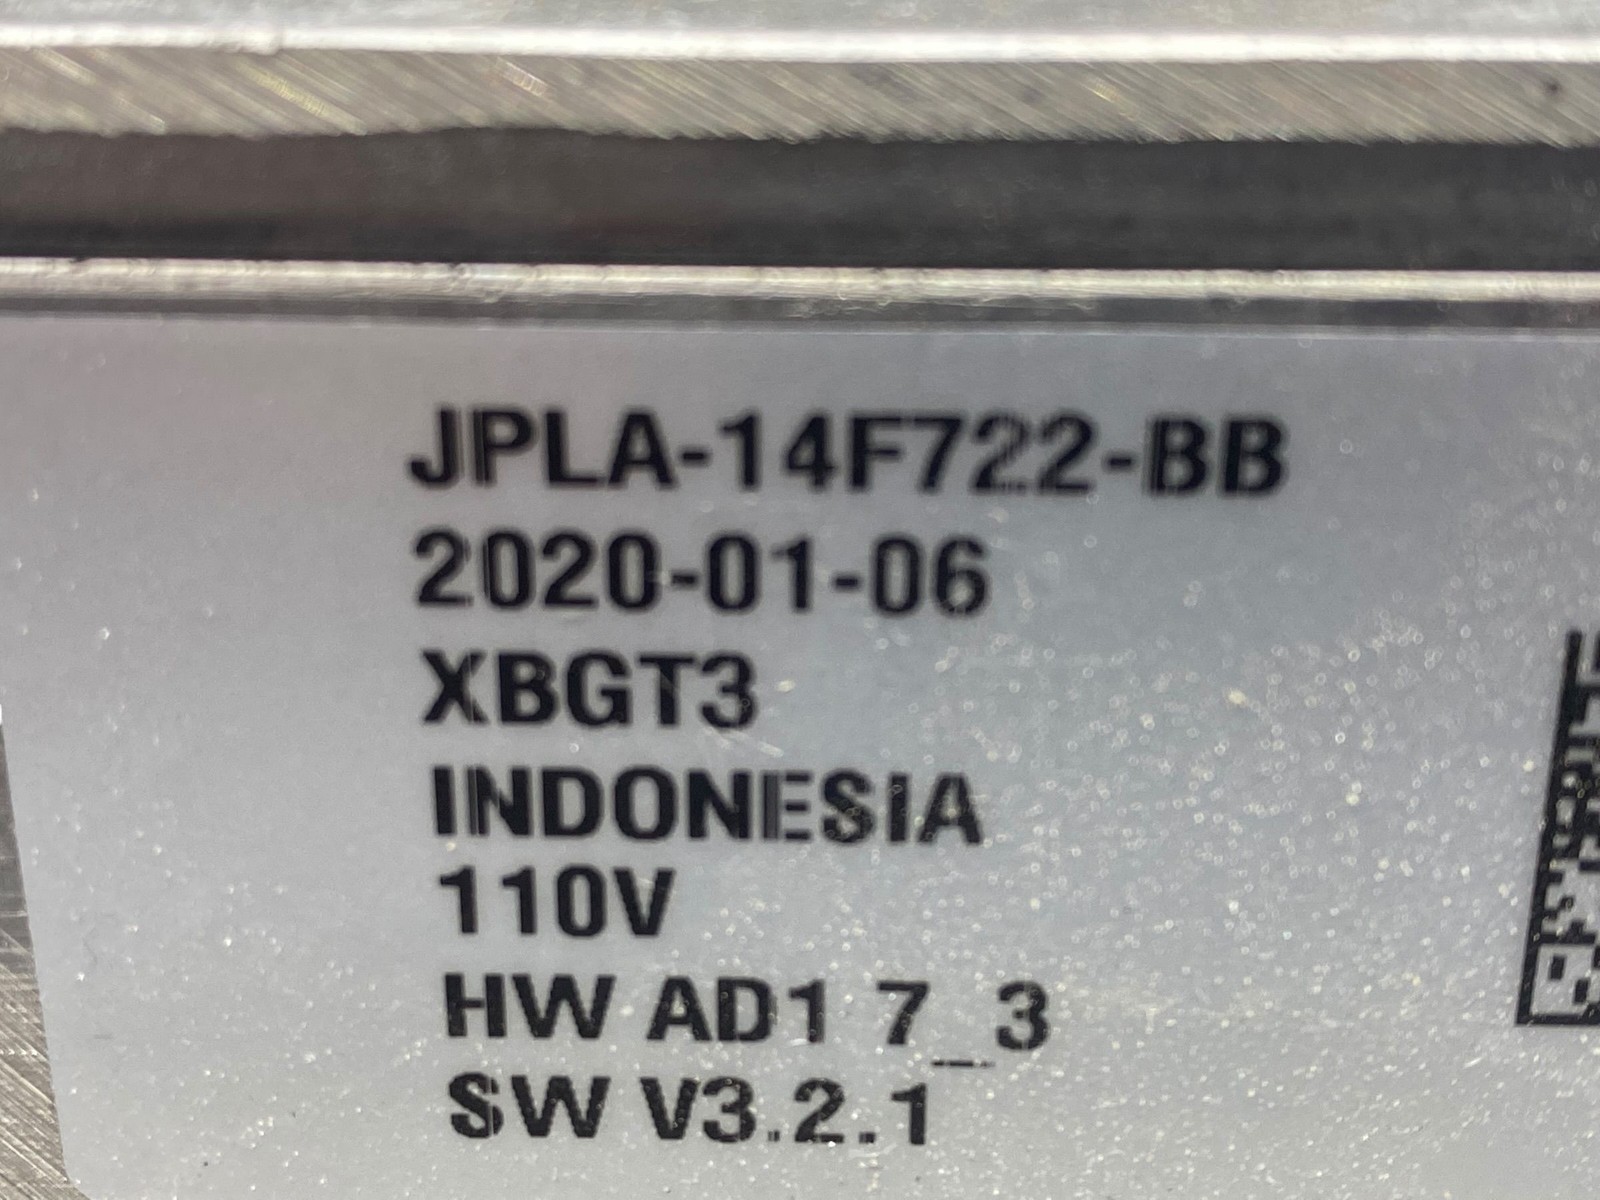 JPLA-14F722-BB
2020-01-06
XBGT3
INDONESIA
110V
HW AD1 7_3
SW V3.2.1